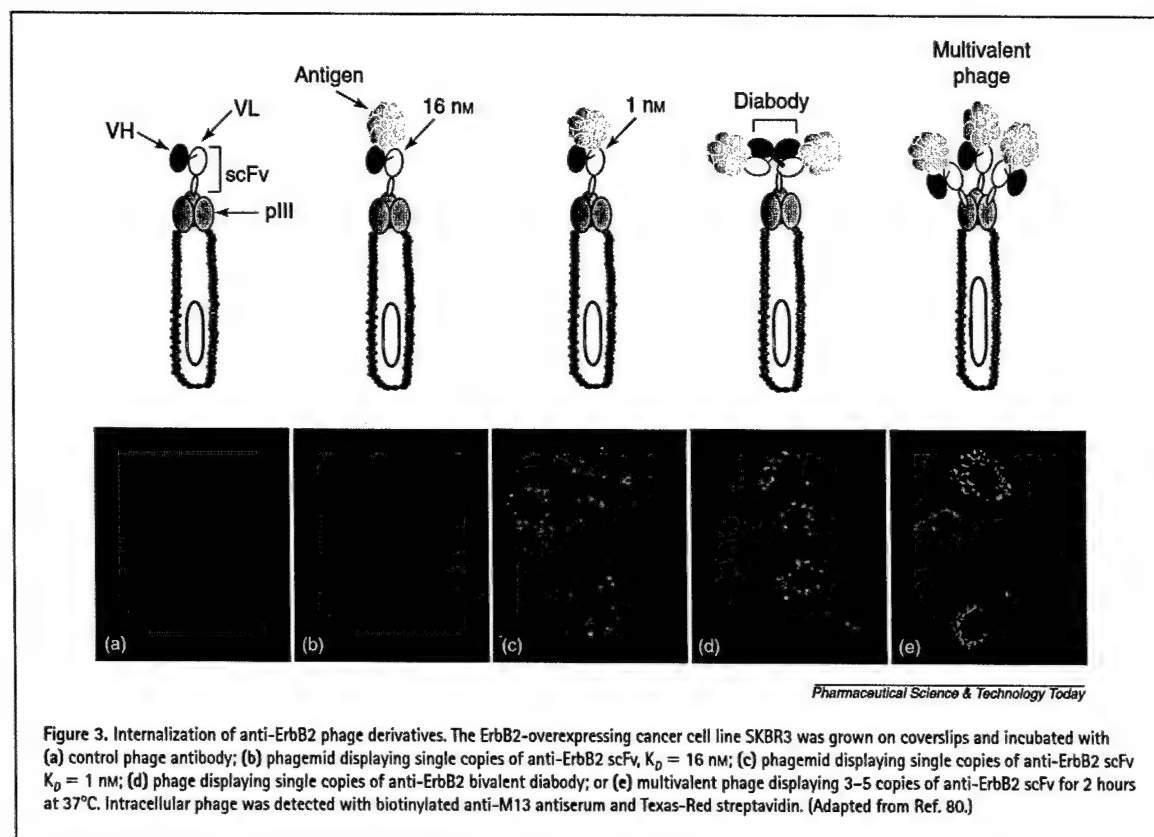 Antigen
VH
VL
scFv
pIII
16 nM
1 nM
Diabody
Multivalent
phage
(a)
(b)
(c)
(d)
(e)
Pharmaceutical Science & Technology Today
Figure 3. Internalization of anti-ErbB2 phage derivatives. The ErbB2-overexpressing cancer cell line SKBR3 was grown on coverslips and incubated with
(a) control phage antibody; (b) phagemid displaying single copies of anti-ErbB2 scFv, K_D = 16 nM; (c) phagemid displaying single copies of anti-ErbB2 scFv
K_D = 1 nM; (d) phage displaying single copies of anti-ErbB2 bivalent diabody; or (e) multivalent phage displaying 3–5 copies of anti-ErbB2 scFv for 2 hours
at 37°C. Intracellular phage was detected with biotinylated anti-M13 antiserum and Texas-Red streptavidin. (Adapted from Ref. 80.)